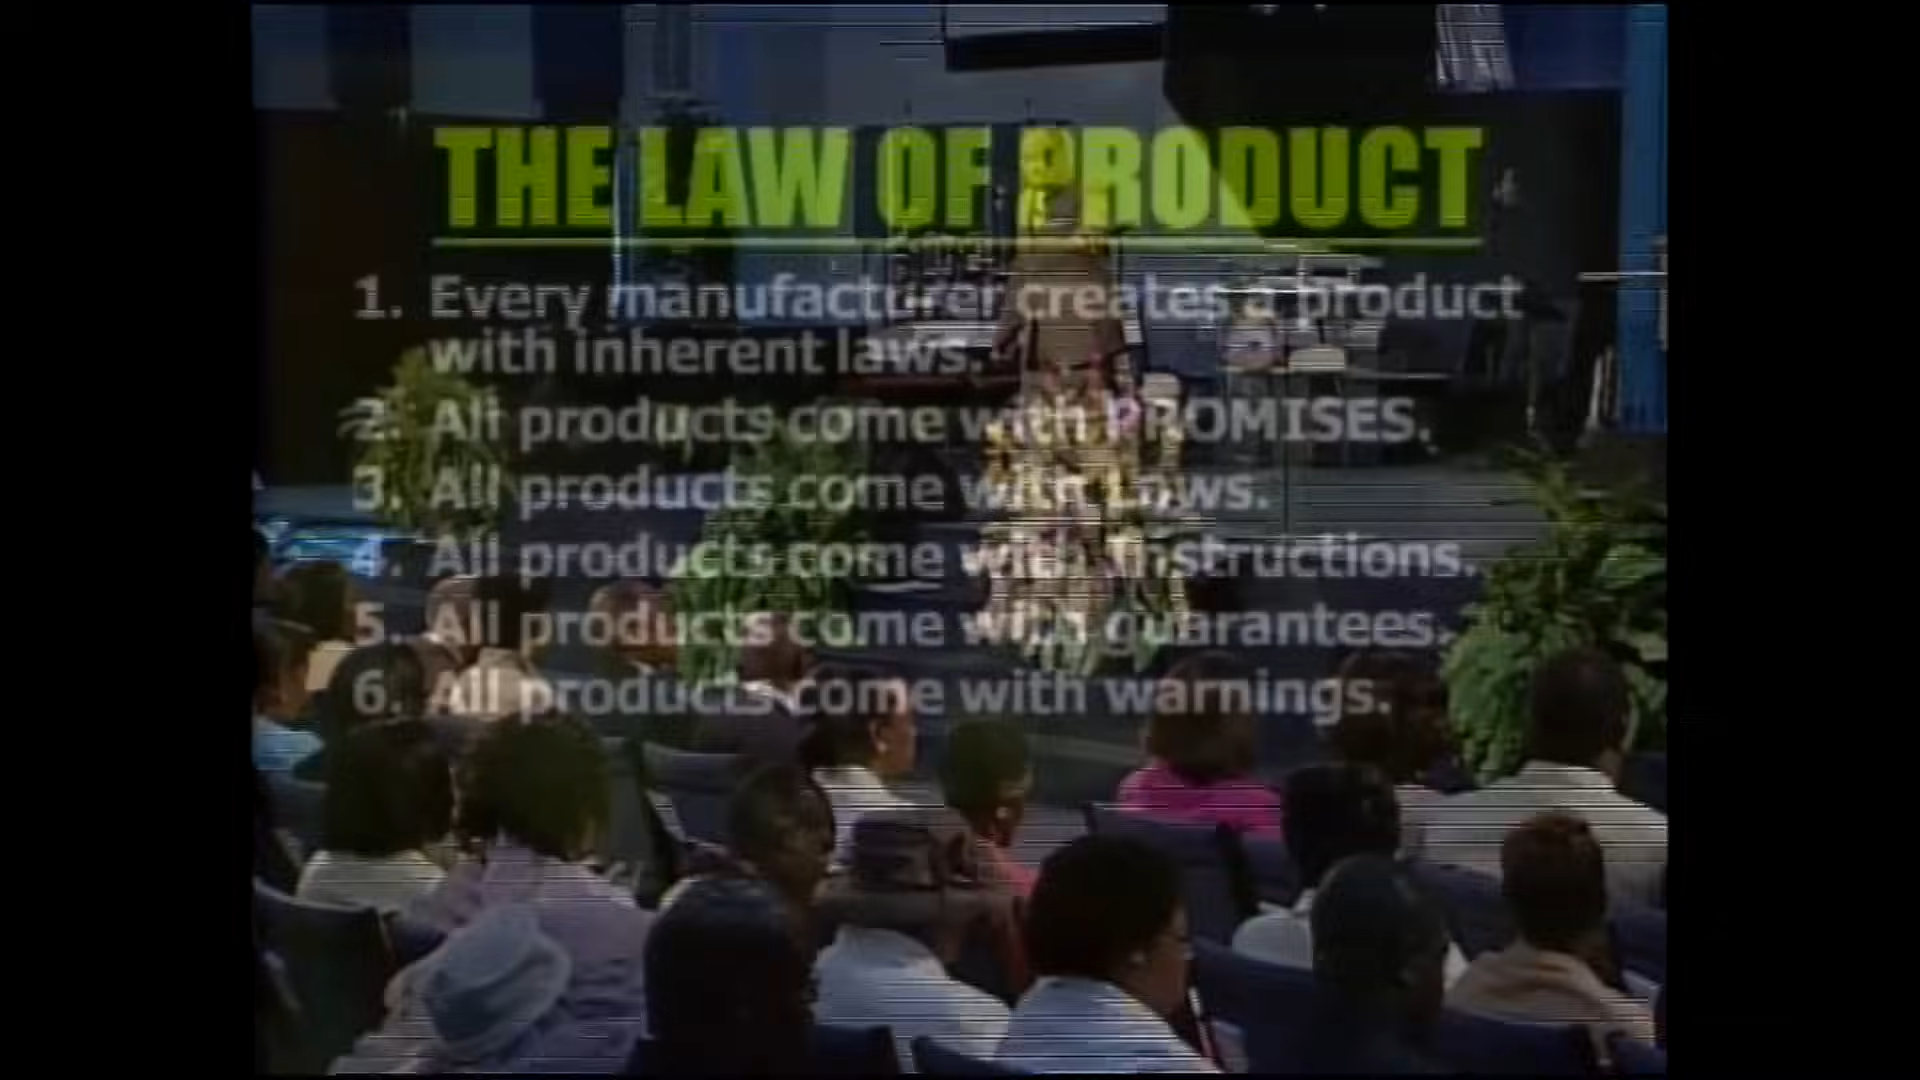 THE LAW OF PRODUCT
1. Every manufacturer creates a product
with inherent laws.
2. All products come with PROMISES.
3. All products come with Laws.
4. All products come with Instructions.
5. All products come with guarantees.
6. All products come with warnings.